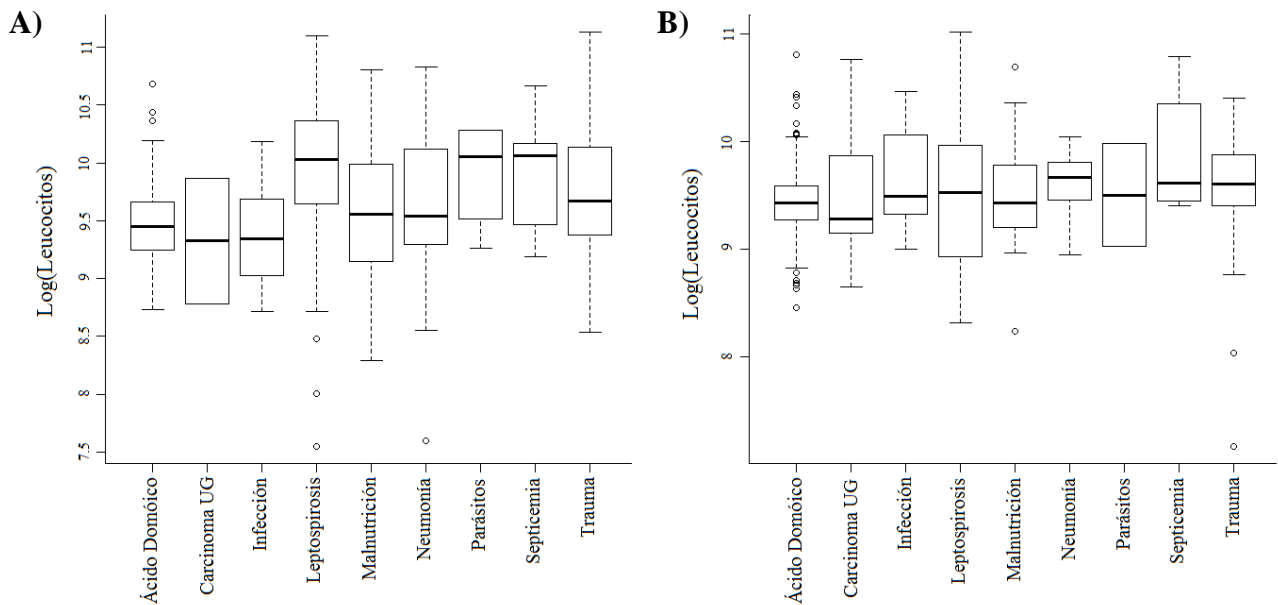 A)
Log(Leucocitos)
11
10.5
10
9.5
9
8.5
8
7.5
Ácido Domóico
Carcinoma UG
Infección
Leptospirosis
Malnutrición
Neumonía
Parásitos
Septicemia
Trauma
B)
Log(Leucocitos)
11
10
9
8
Ácido Domóico
Carcinoma UG
Infección
Leptospirosis
Malnutrición
Neumonía
Parásitos
Septicemia
Trauma